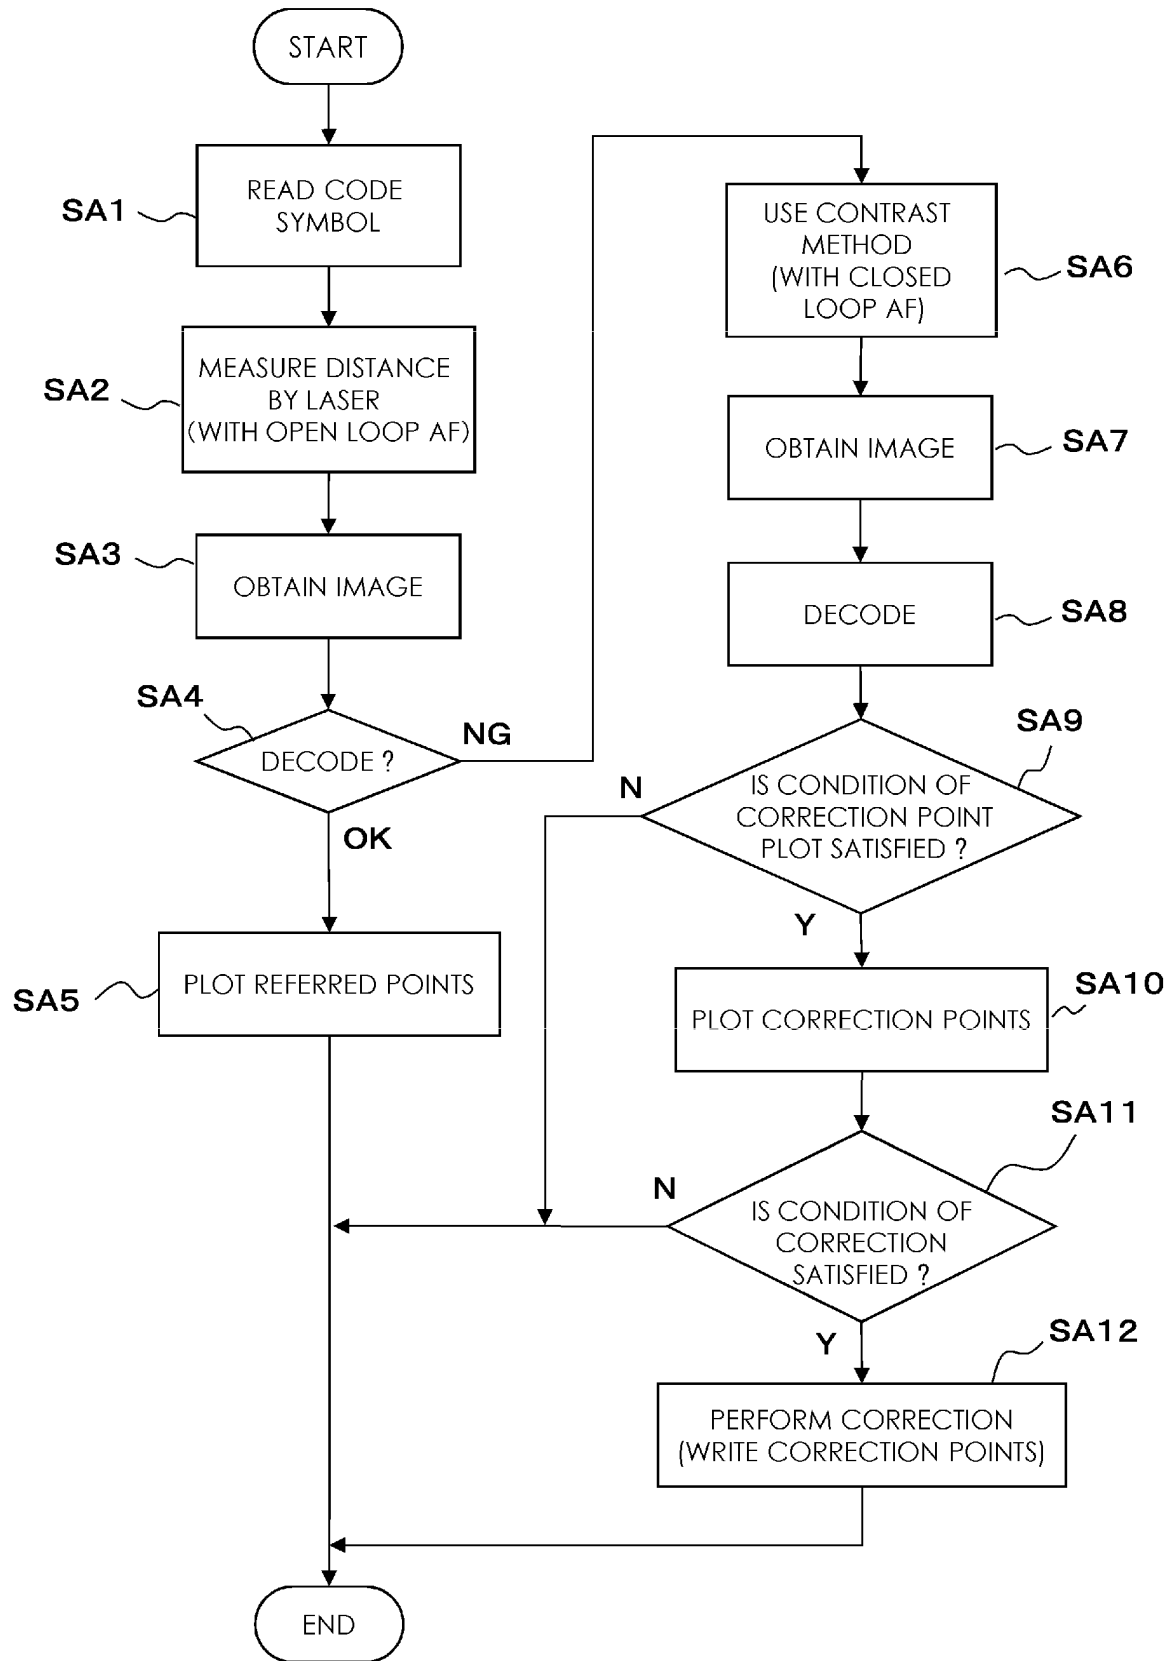 START
SA1
READ CODE
SYMBOL
SA2
MEASURE DISTANCE
BY LASER
(WITH OPEN LOOP AF)
SA3
OBTAIN IMAGE
SA4
DECODE ?
NG
OK
SA5
PLOT REFERRED POINTS
USE CONTRAST
METHOD
(WITH CLOSED
LOOP AF)
SA6
OBTAIN IMAGE
SA7
DECODE
SA8
SA9
IS CONDITION OF
CORRECTION POINT
PLOT SATISFIED ?
N
Y
PLOT CORRECTION POINTS
SA10
SA11
IS CONDITION OF
CORRECTION
SATISFIED ?
N
Y
SA12
PERFORM CORRECTION
(WRITE CORRECTION POINTS)
END